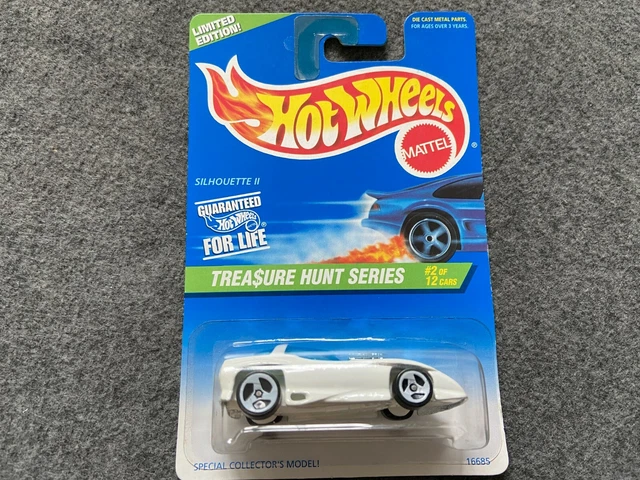 LIMITED
EDITION!
DIE CAST METAL PARTS.
FOR AGES OVER 3 YEARS.
HOT WHEELS
MATTEL
®
SILHOUETTE II
GUARANTEED
HOT WHEELS
FOR LIFE
TREA$URE HUNT SERIES
#2 OF
12 CARS
SPECIAL COLLECTOR'S MODEL!
16685